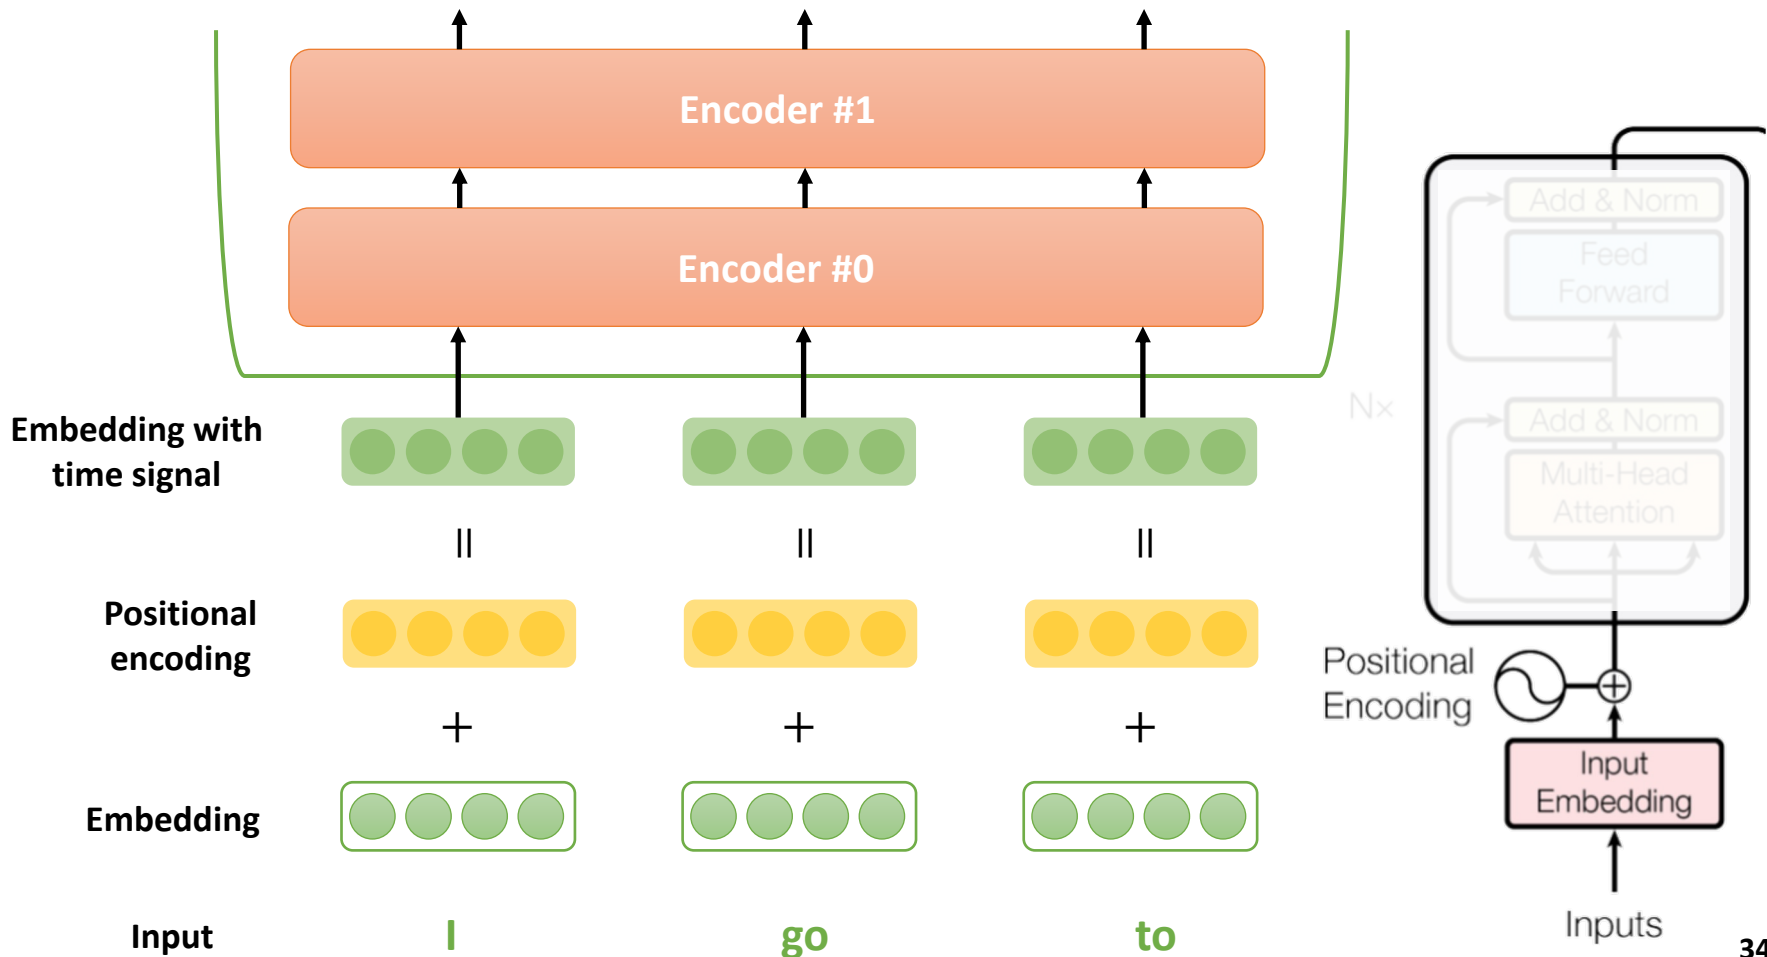 Encoder #1
Encoder #0
Embedding with
time signal
Positional
encoding
+ + +
Embedding
Input I go to
Add & Norm
Feed
Forward
Nx
Add & Norm
Multi-Head
Attention
Positional
Encoding
Input
Embedding
Inputs
34